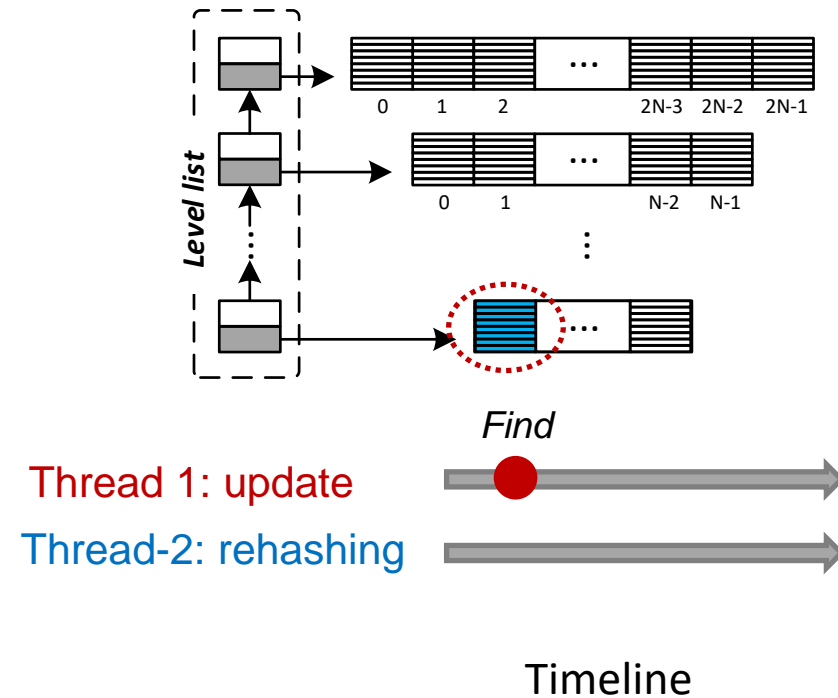 Level list
...
0 1 2 2N-3 2N-2 2N-1
...
0 1 N-2 N-1
...
Find
Thread 1: update
Thread-2: rehashing
Timeline